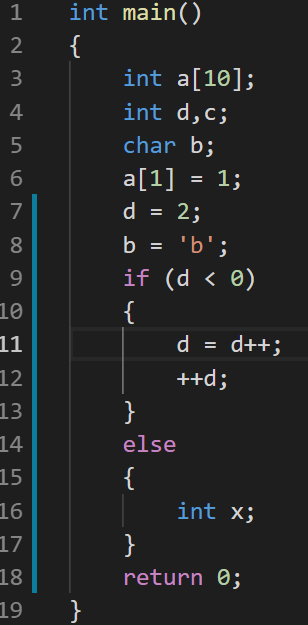 1 int main()
2 {
3 int a[10];
4 int d,c;
5 char b;
6 a[1] = 1;
7 d = 2;
8 b = 'b';
9 if (d < 0)
10 {
11 d = d++;
12 ++d;
13 }
14 else
15 {
16 int x;
17 }
18 return 0;
19 }